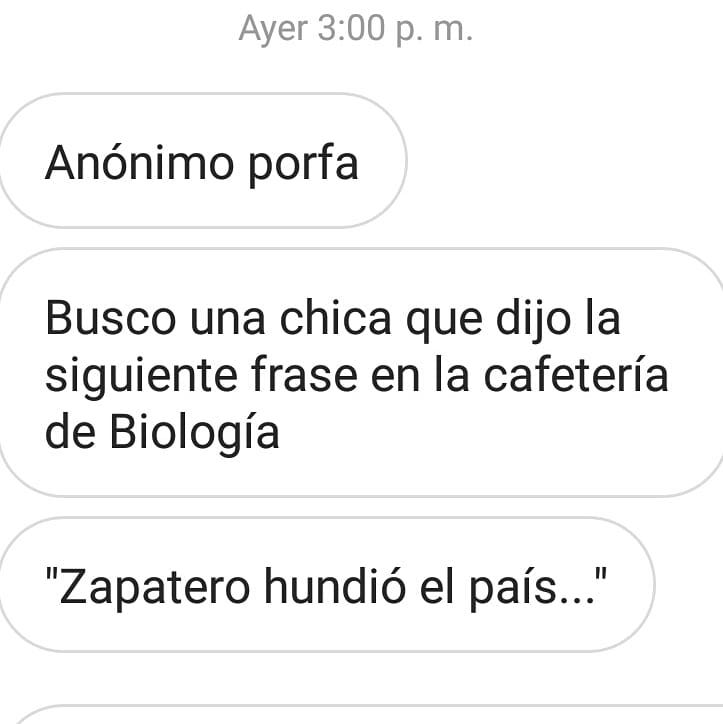 Ayer 3:00 p. m.
Anónimo porfa
Busco una chica que dijo la
siguiente frase en la cafetería
de Biología
"Zapatero hundió el país..."